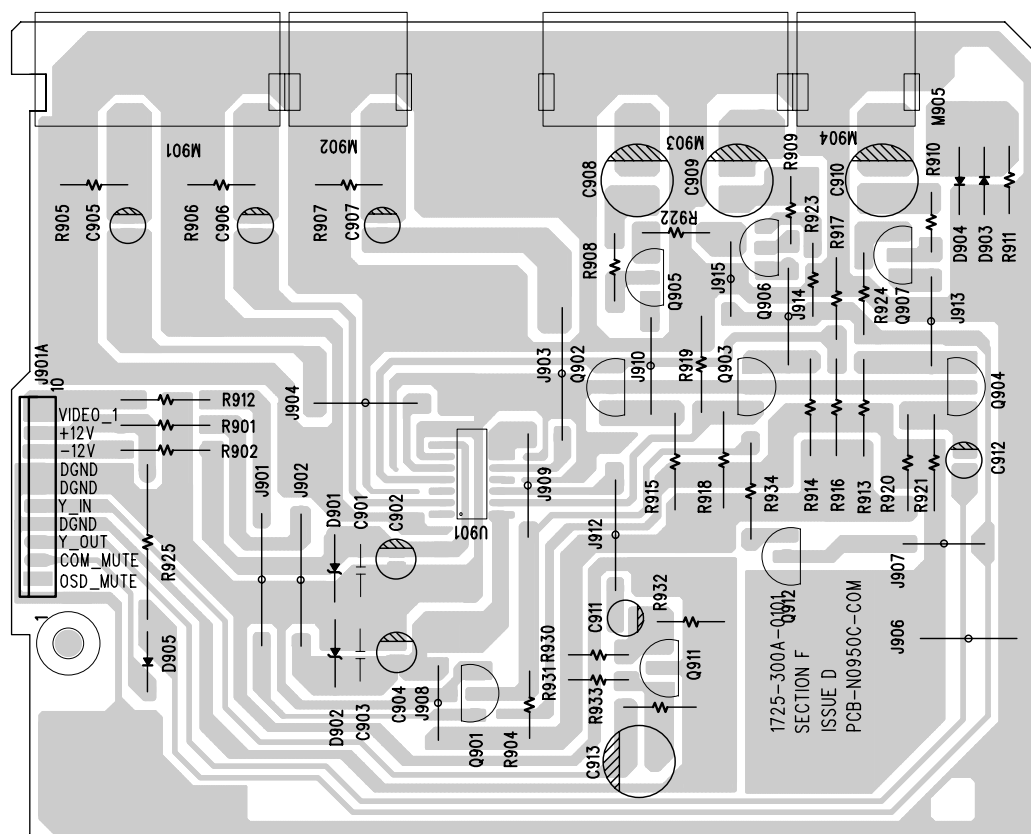 M901
M902
M903
M904
M905
R905
C905
R906
C906
R907
C907
C908
C909
R909
C910
R910
R922
R923
R917
R908
Q905
J915
Q906
J914
R924
Q907
J913
D904
D903
R911
J901A
10
VIDEO_1
+12V
-12V
DGND
DGND
Y_IN
DGND
Y_OUT
COM_MUTE
OSD_MUTE
1
R912
R901
R902
J904
J903
Q902
J910
R919
Q903
Q904
C912
J901
J902
D901
C901
C902
U901
J909
J912
R915
R918
R934
R914
R916
R913
R920
R921
R925
D905
D902
C903
C904
J908
Q901
R904
R931
R930
R933
C911
R932
Q911
C913
Q912
J907
J906
1725-300A-0101
SECTION F
ISSUE D
PCB-N0950C-COM